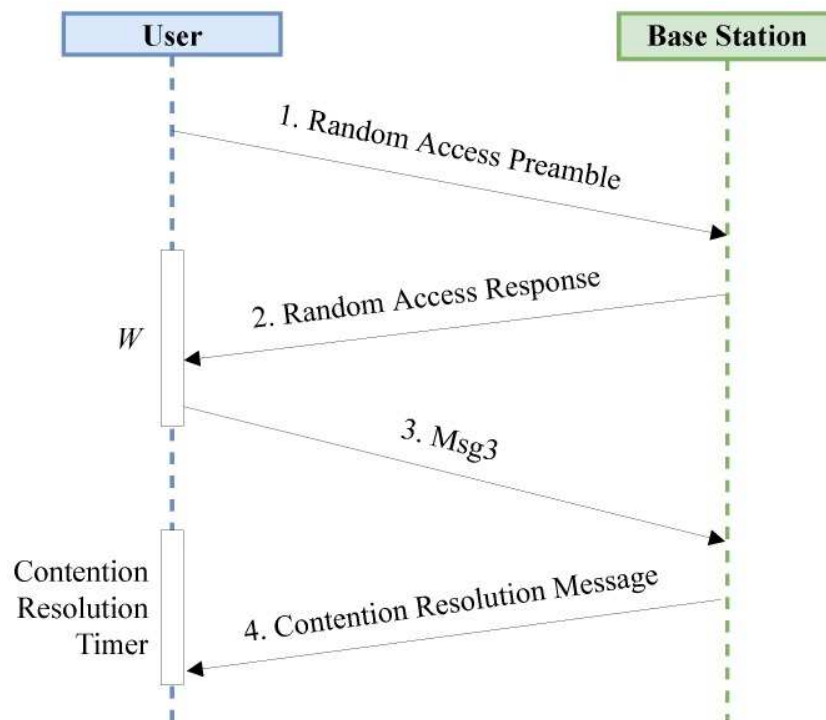 User
Base Station
1. Random Access Preamble
2. Random Access Response
W
3. Msg3
Contention
Resolution
Timer
4. Contention Resolution Message